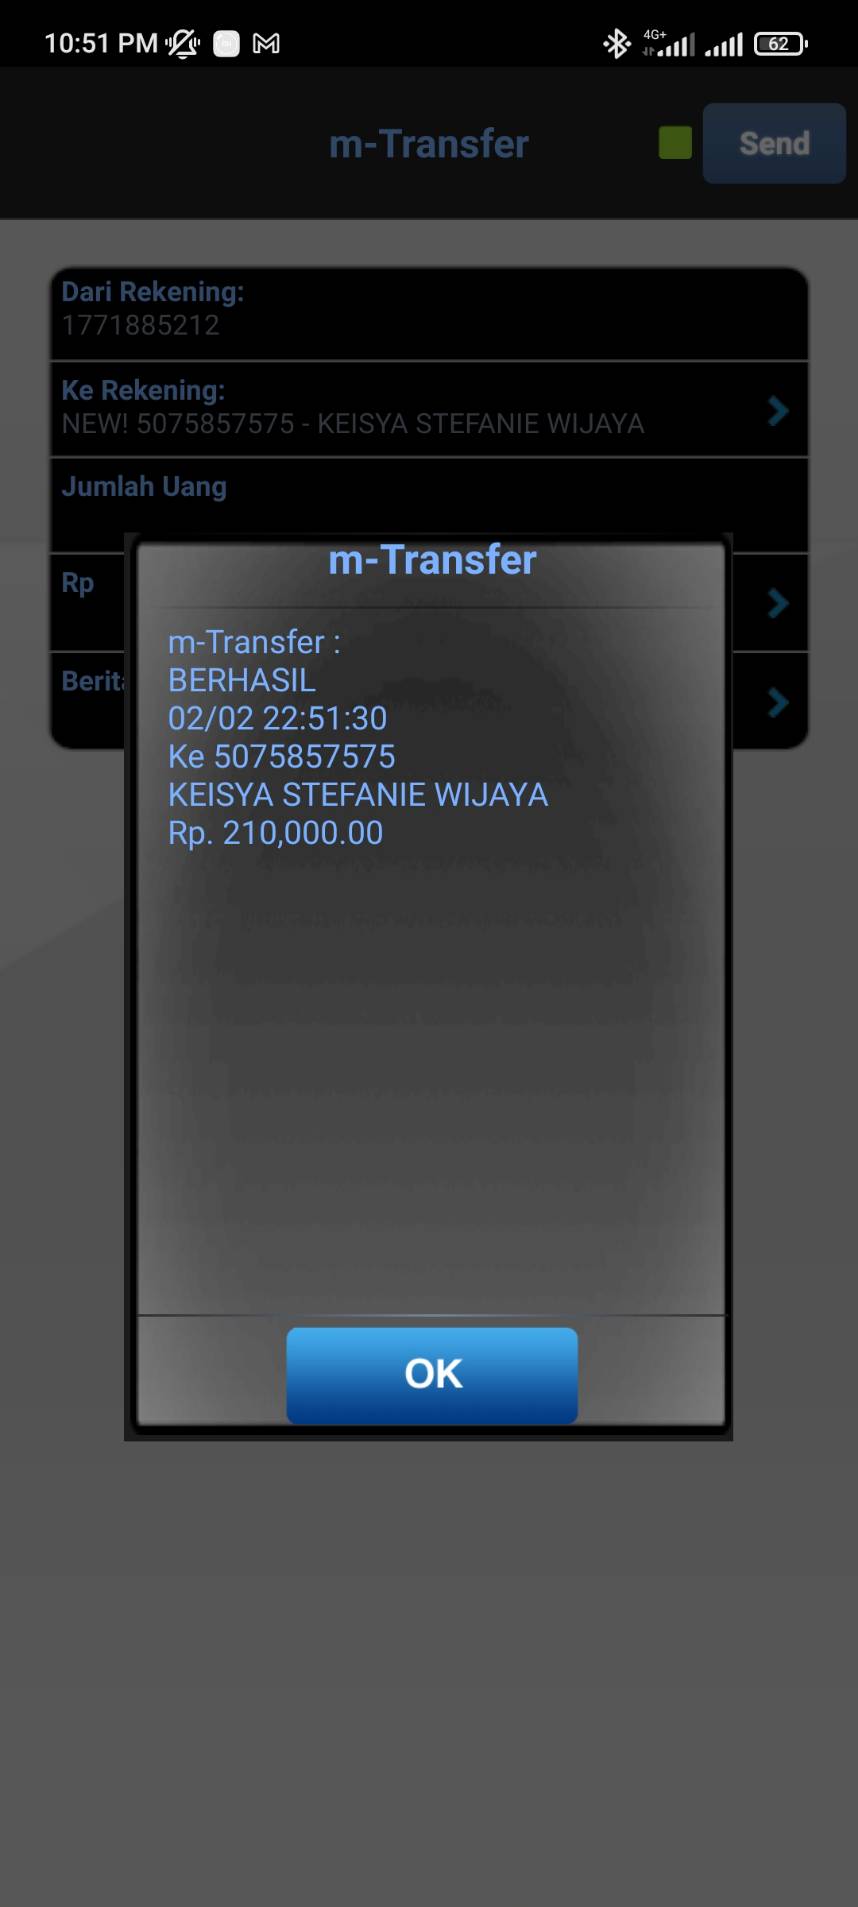 10:51 PM
4G+
62
m-Transfer
Send
Dari Rekening:
1771885212
Ke Rekening:
NEW! 5075857575 - KEISYA STEFANIE WIJAYA
Jumlah Uang
Rp
m-Transfer
m-Transfer :
BERHASIL
02/02 22:51:30
Ke 5075857575
KEISYA STEFANIE WIJAYA
Rp. 210,000.00
OK